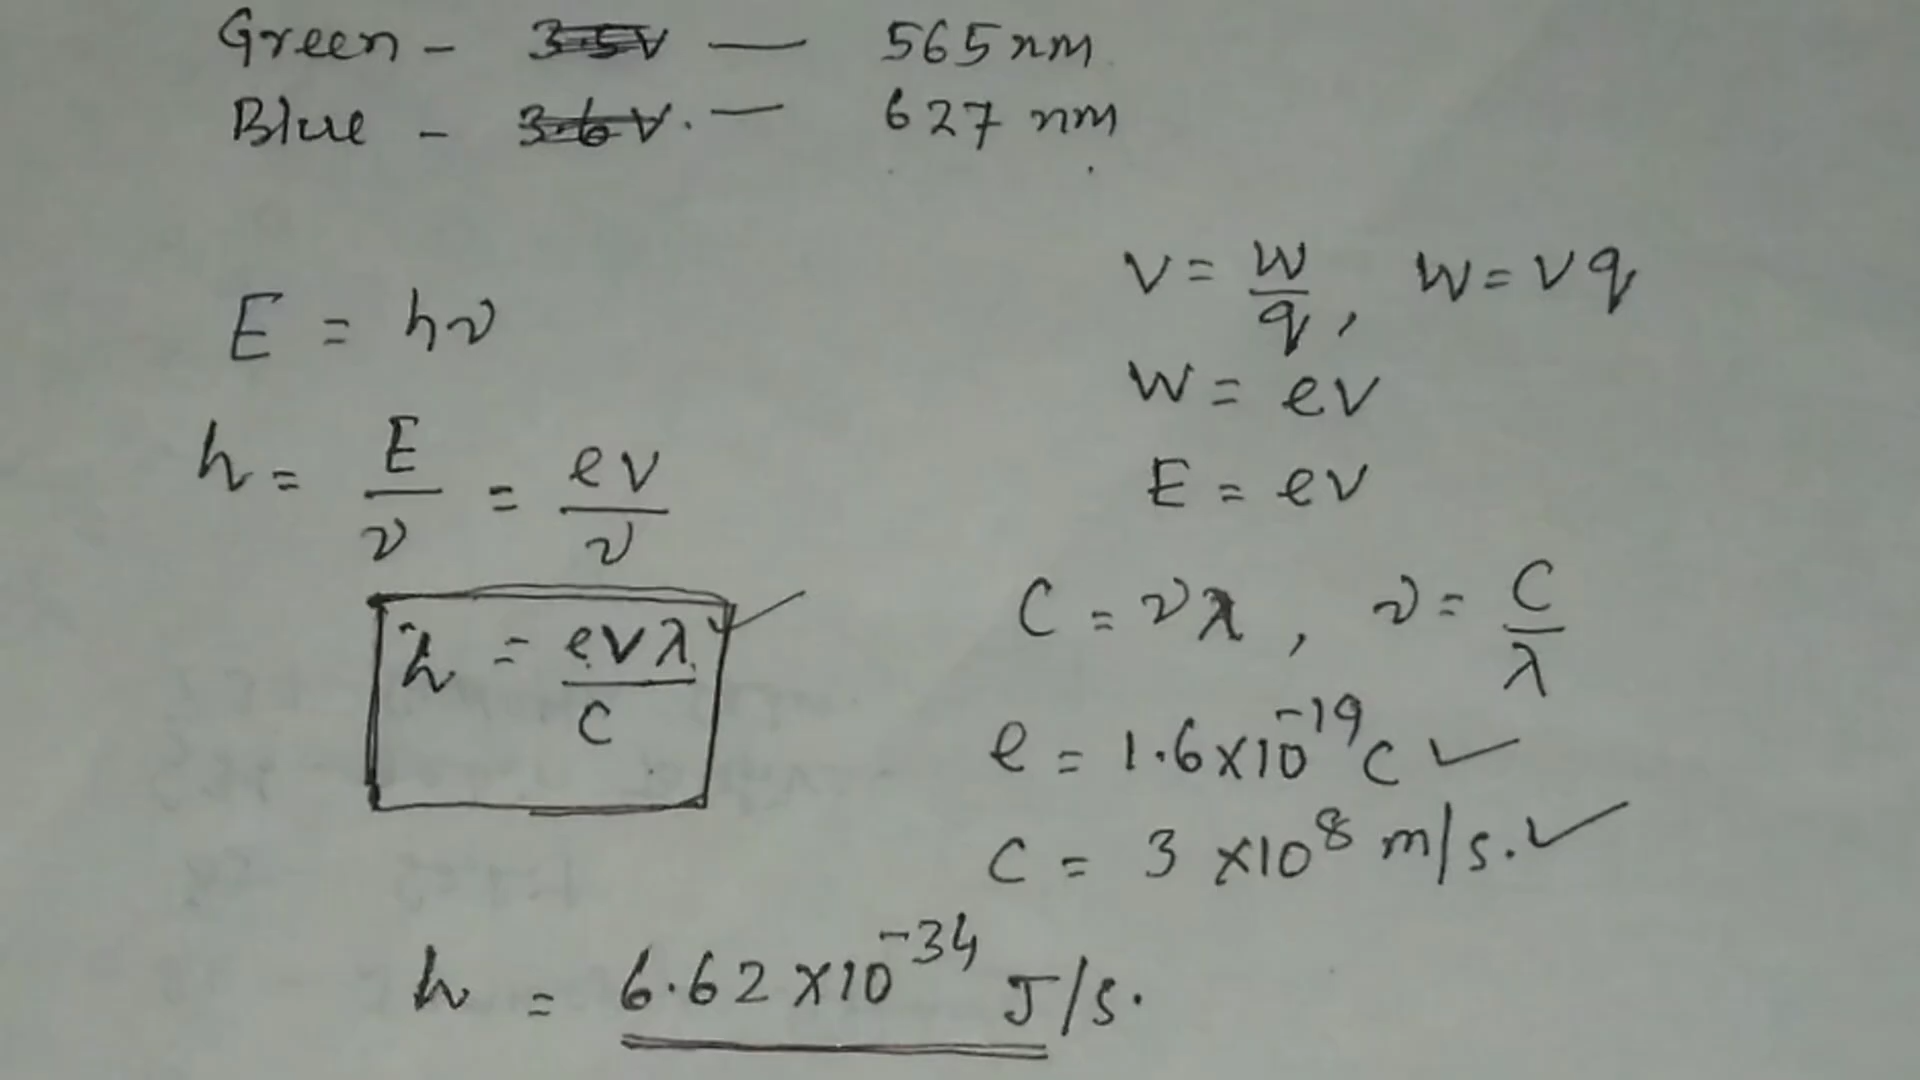 Green - 3.5V — 565 nm
Blue - 3.6V. — 627 nm
V = W/q, W = Vq
E = hν
W = eV
h = E/ν = eV/ν
E = eV
C = νλ, ν = C/λ
h = eVλ/C
e = 1.6×10⁻¹⁹C ✓
C = 3 ×10⁸ m/s. ✓
h = 6.62×10⁻³⁴ J/s.